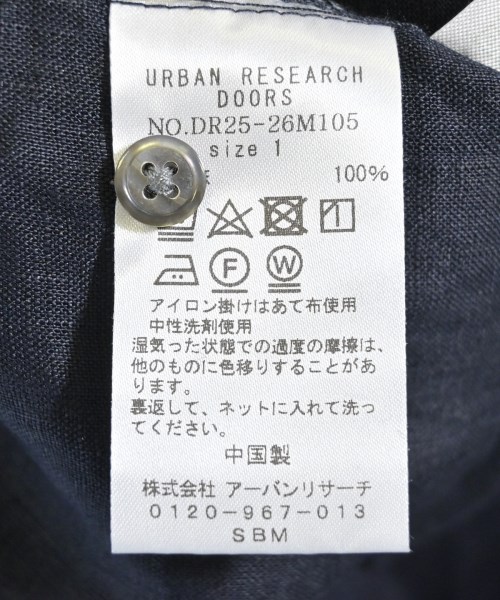 URBAN RESEARCH
DOORS
NO.DR25-26M105
size 1
100%
アイロン掛けはあて布使用
中性洗剤使用
湿気った状態での過度の摩擦は、
他のものに色移りすることがあ
ります。
裏返して、ネットに入れて洗っ
てください。
中国製
株式会社 アーバンリサーチ
0120-967-013
SBM